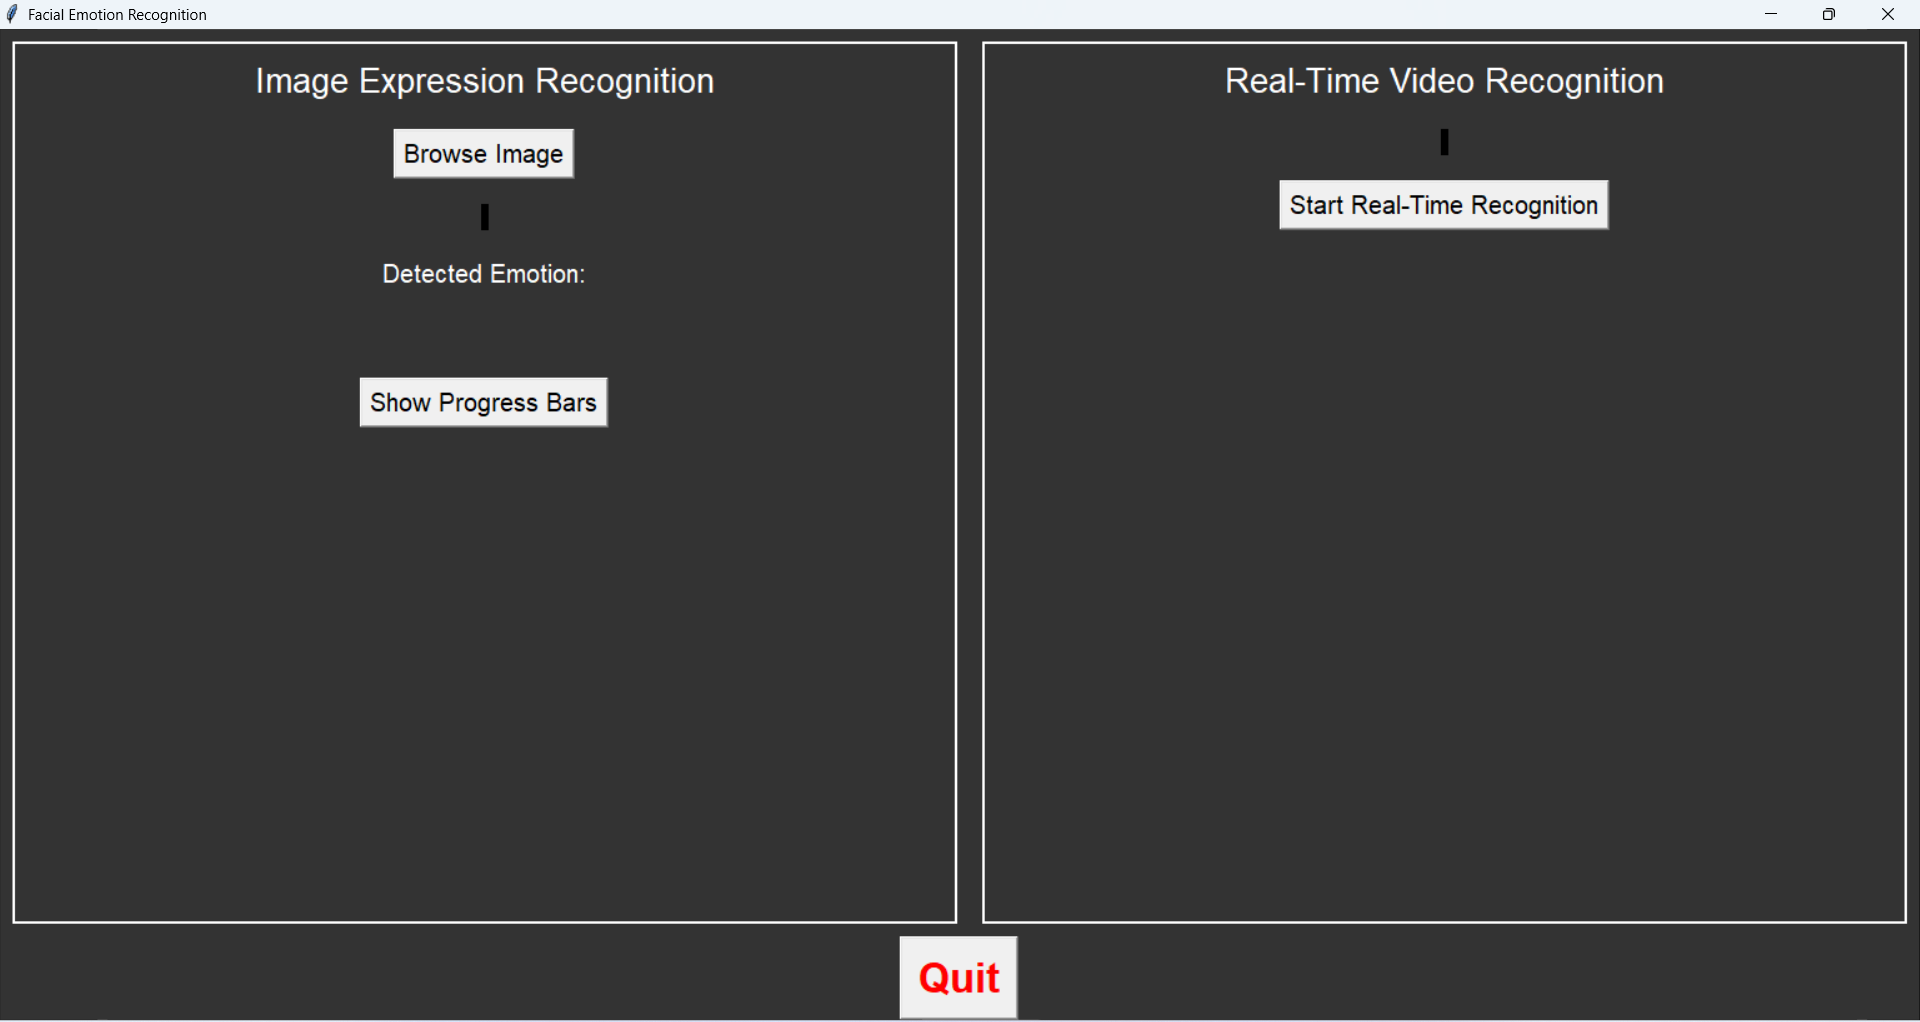 Facial Emotion Recognition
Image Expression Recognition
Browse Image
Detected Emotion:
Show Progress Bars
Real-Time Video Recognition
Start Real-Time Recognition
Quit